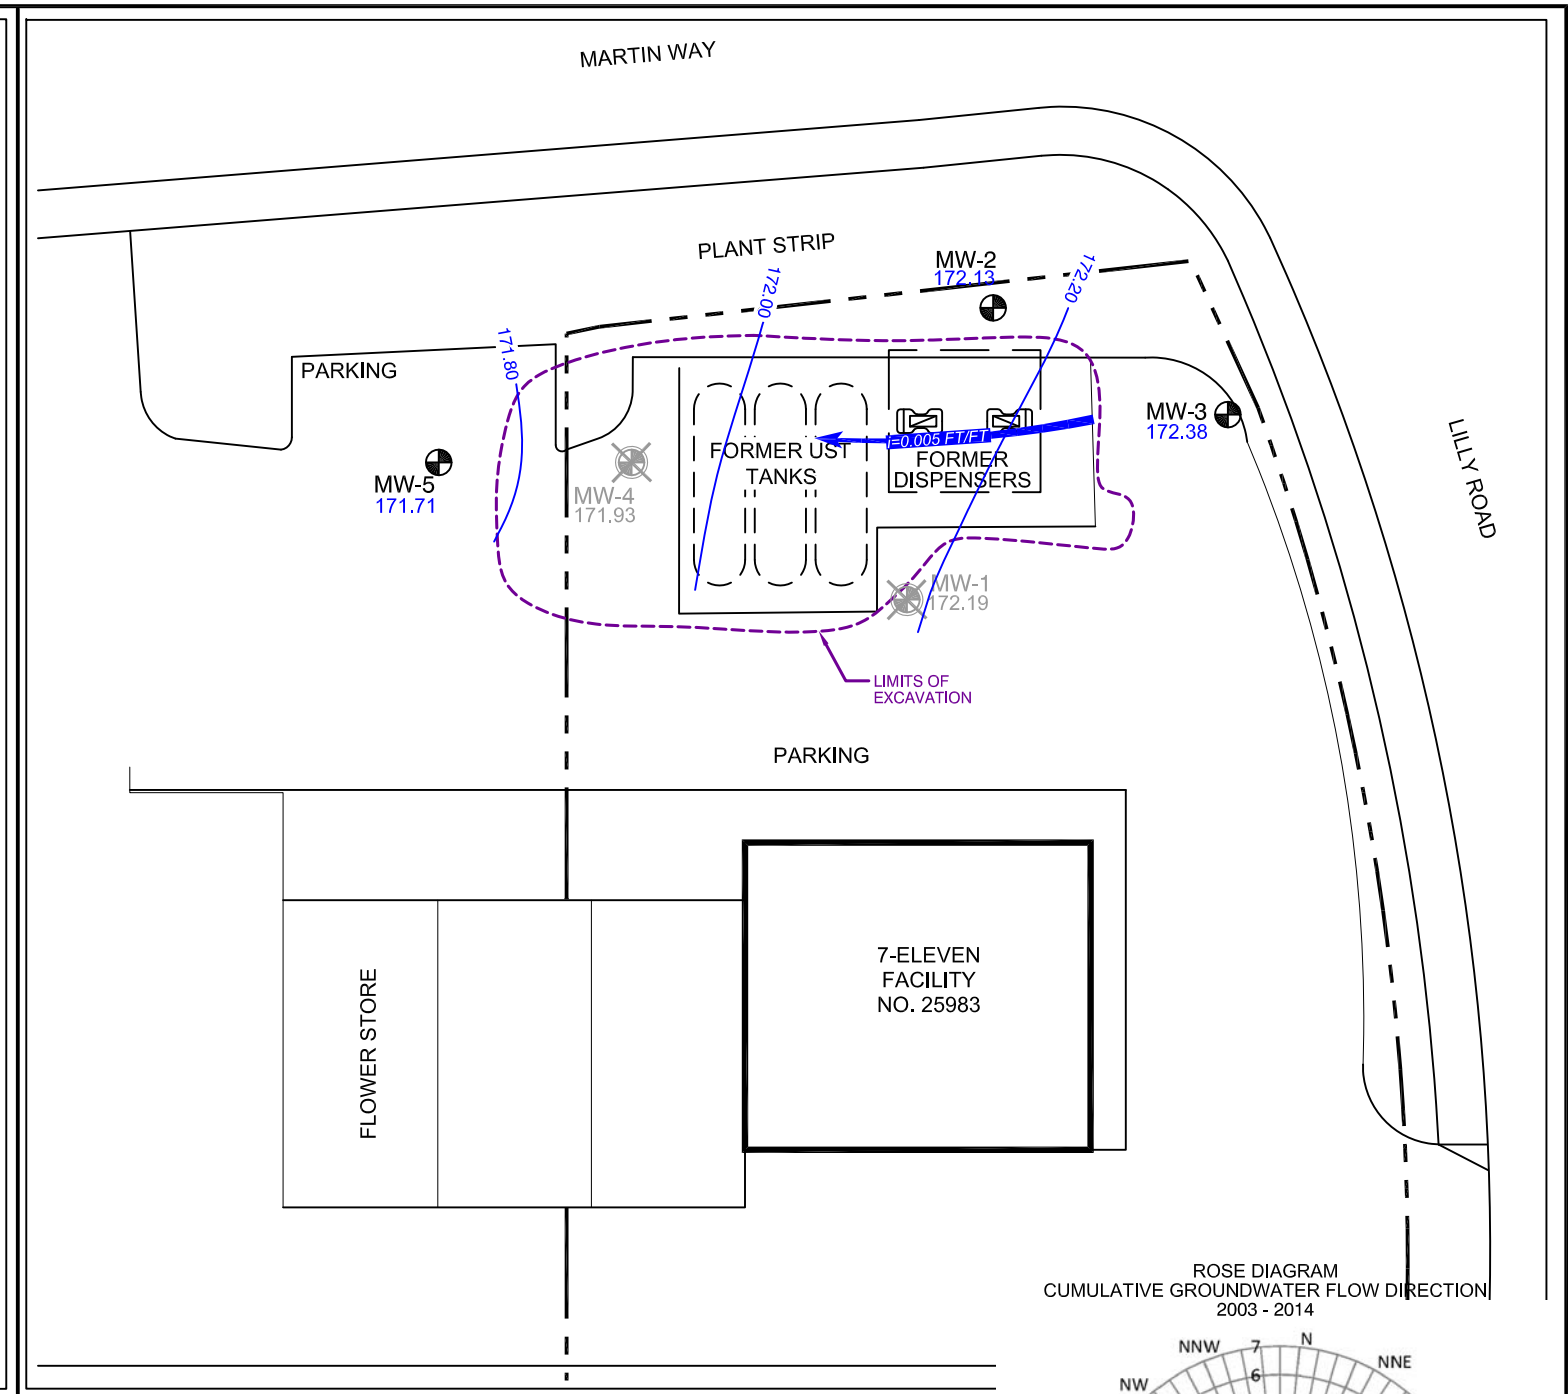 MARTIN WAY
PLANT STRIP
MW-2
172.13
172.00
172.20
171.80
PARKING
MW-3
172.38
LILLY ROAD
MW-5
171.71
MW-4
171.93
FORMER UST
TANKS
I=0.005 FT/FT
FORMER
DISPENSERS
MW-1
172.19
LIMITS OF
EXCAVATION
PARKING
7-ELEVEN
FACILITY
NO. 25983
FLOWER STORE
ROSE DIAGRAM
CUMULATIVE GROUNDWATER FLOW DIRECTION
2003 - 2014
NNW
7
N
NNE
6
NW